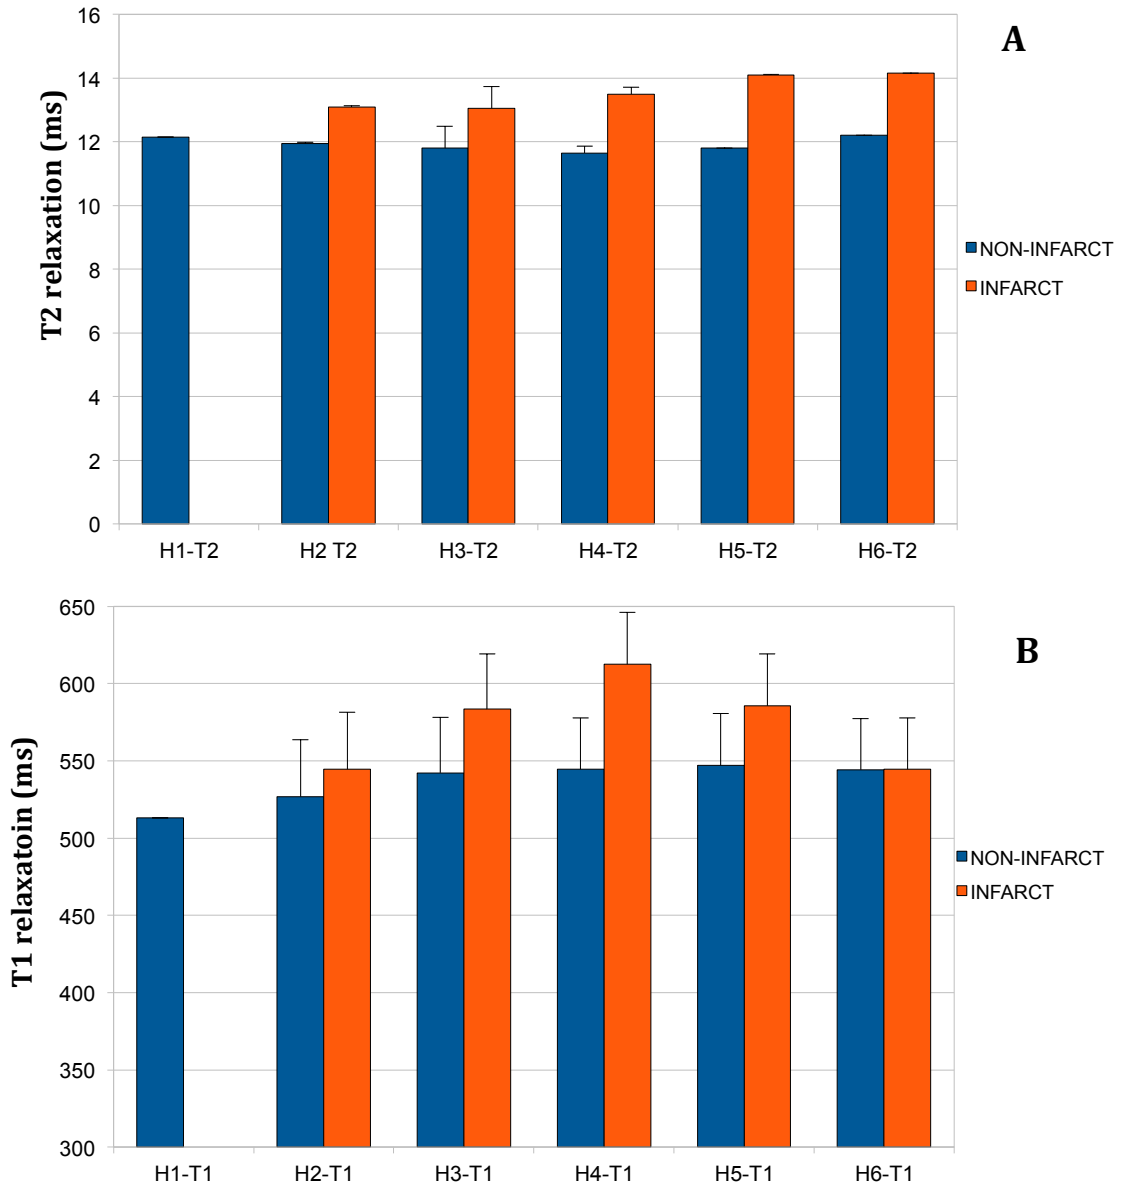 A
T2 relaxation (ms)
16
14
12
10
8
6
4
2
0
H1-T2 H2 T2 H3-T2 H4-T2 H5-T2 H6-T2
NON-INFARCT
INFARCT
B
T1 relaxatoin (ms)
650
600
550
500
450
400
350
300
H1-T1 H2-T1 H3-T1 H4-T1 H5-T1 H6-T1
NON-INFARCT
INFARCT